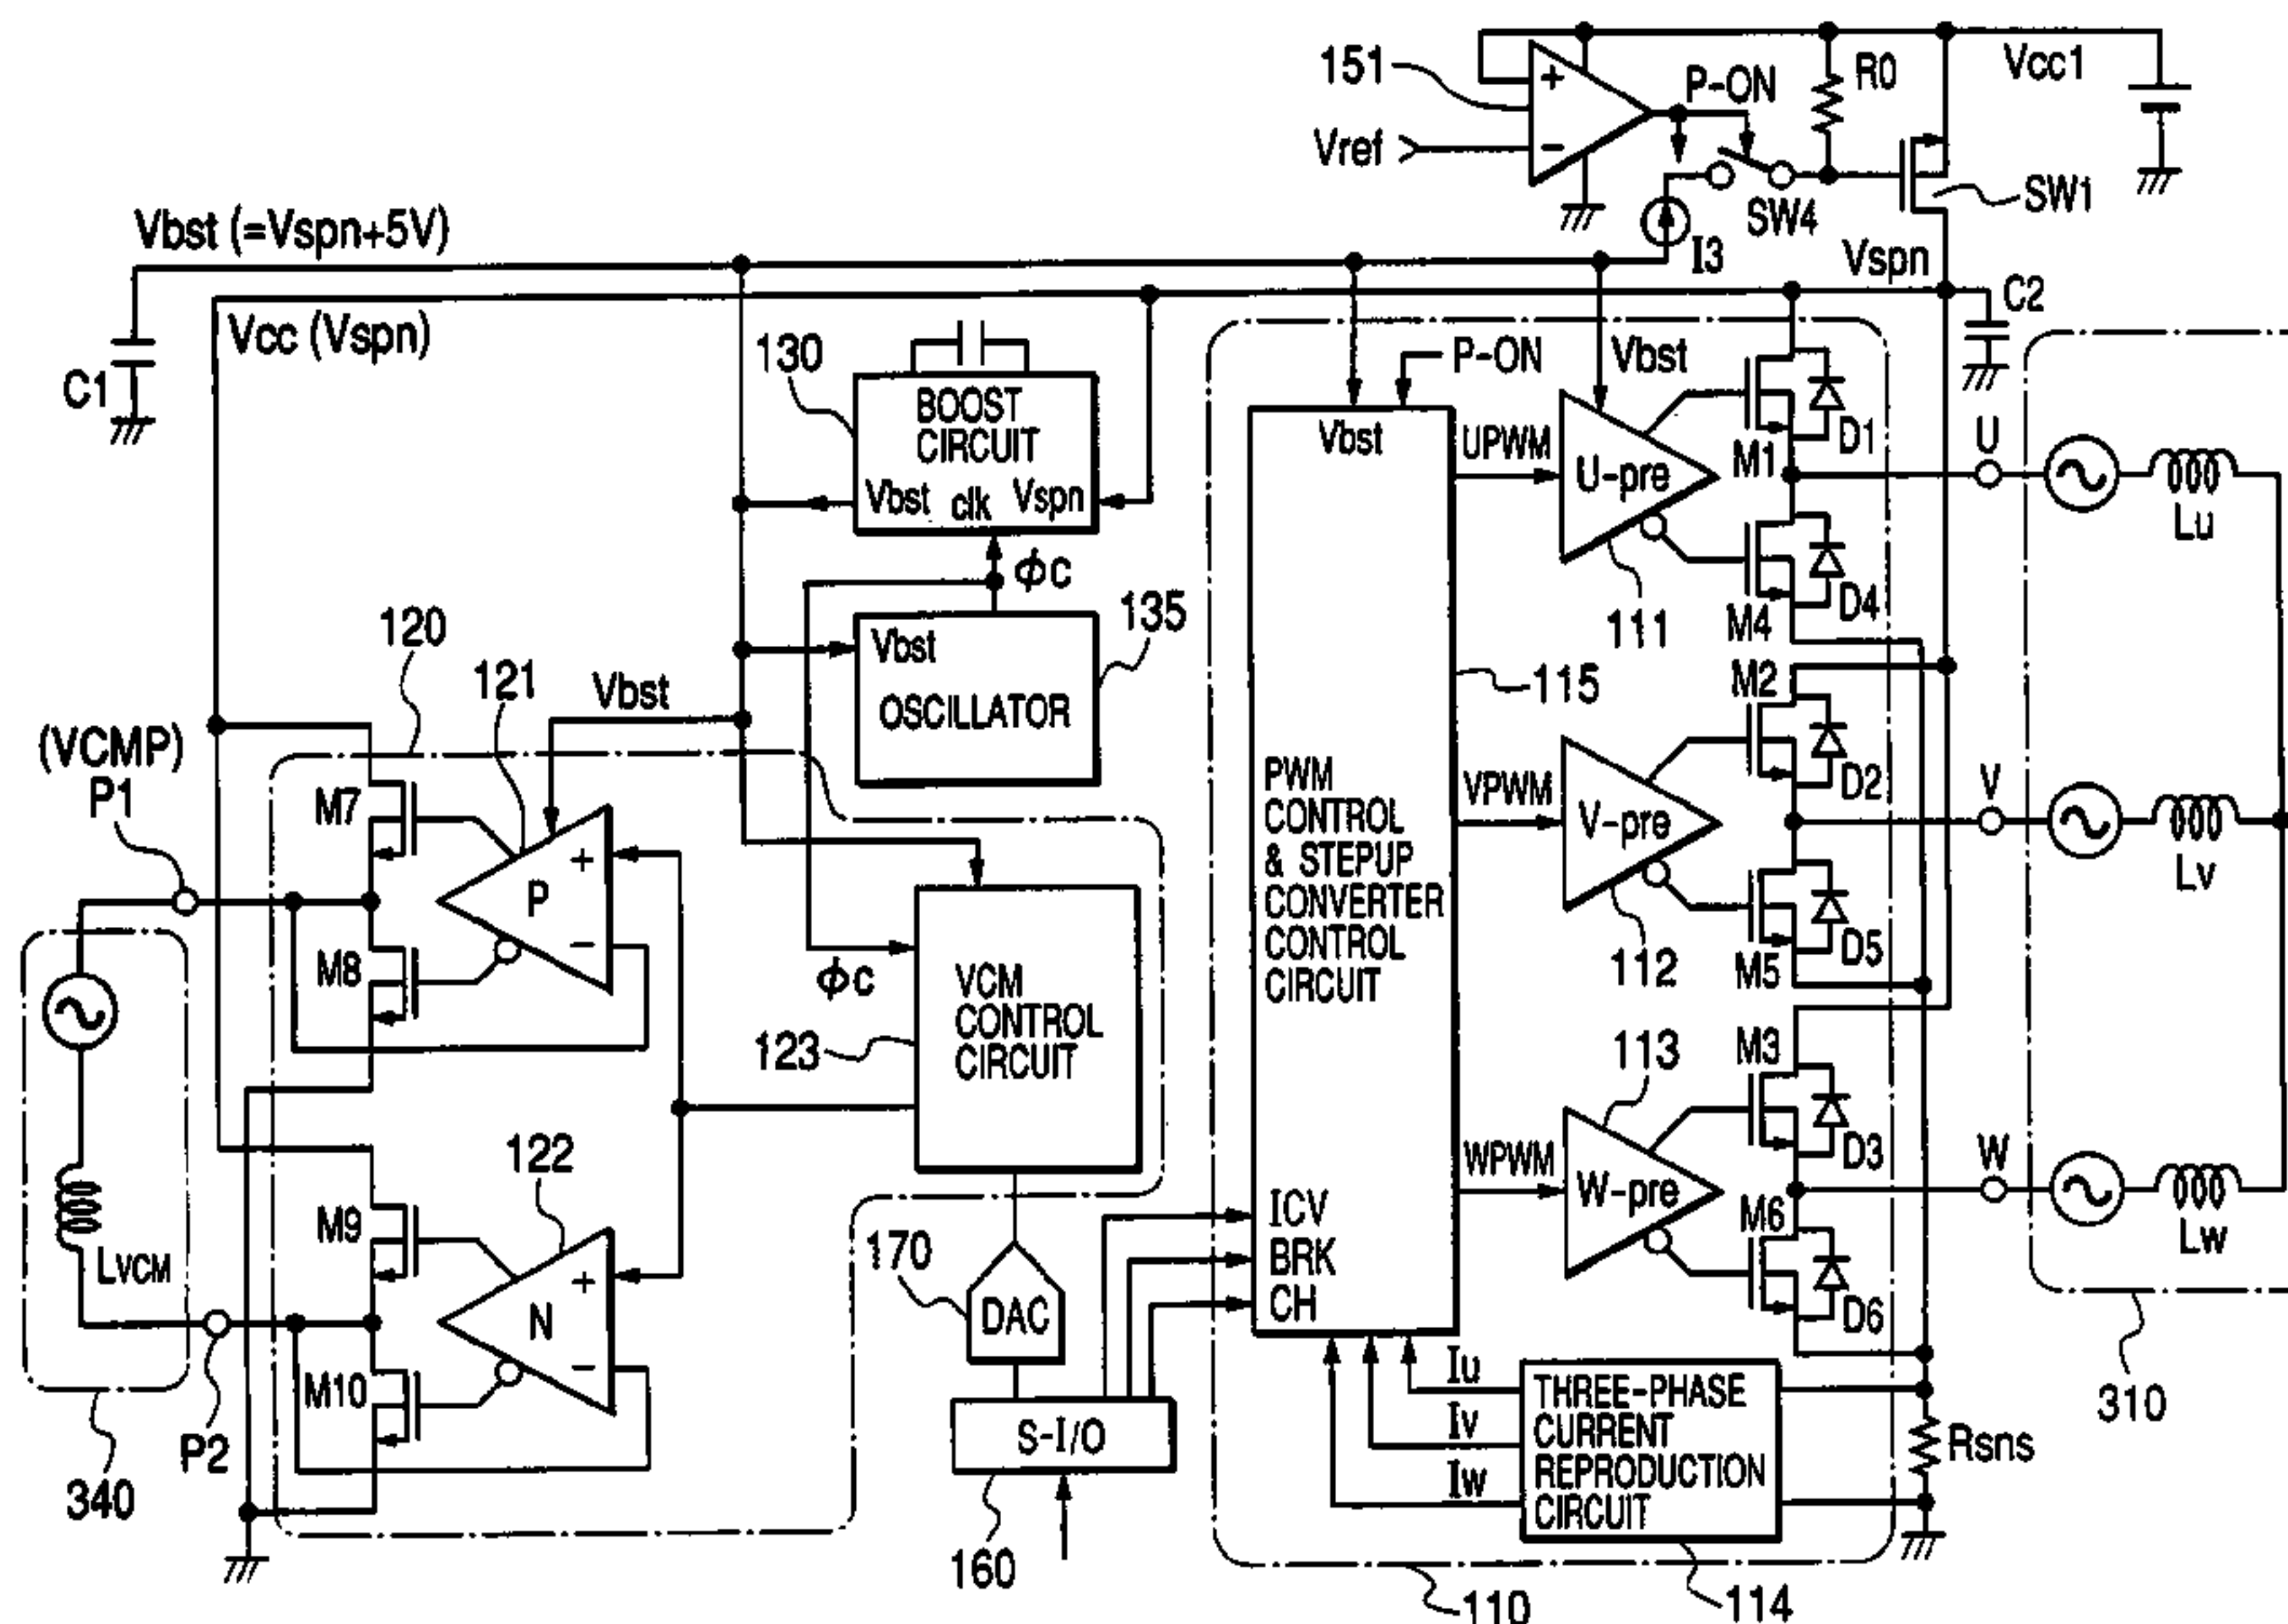 151
P-ON
R0
Vcc1
Vref
+
−
SW4
SW1
I3
Vbst (=Vspn+5V)
Vspn
C2
Vcc (Vspn)
C1
130
BOOST
CIRCUIT
Vbst
clk
Vspn
P-ON
Vbst
Vbst
UPWM
U-pre
M1
D1
U
Lu
ϕc
111
M4
D4
120
121
Vbst
Vbst
OSCILLATOR
135
115
M2
D2
(VCMP)
P1
M7
P
+
−
PWM
CONTROL
& STEPUP
CONVERTER
CONTROL
CIRCUIT
VPWM
V-pre
V
Lv
112
M5
D5
M8
ϕc
VCM
CONTROL
CIRCUIT
123
113
M3
D3
122
WPWM
W-pre
W
Lw
M6
D6
M9
N
+
−
LVCM
170
DAC
ICV
BRK
CH
M10
P2
340
S-I/O
160
Iu
Iv
Iw
THREE-PHASE
CURRENT
REPRODUCTION
CIRCUIT
Rsns
310
110
114